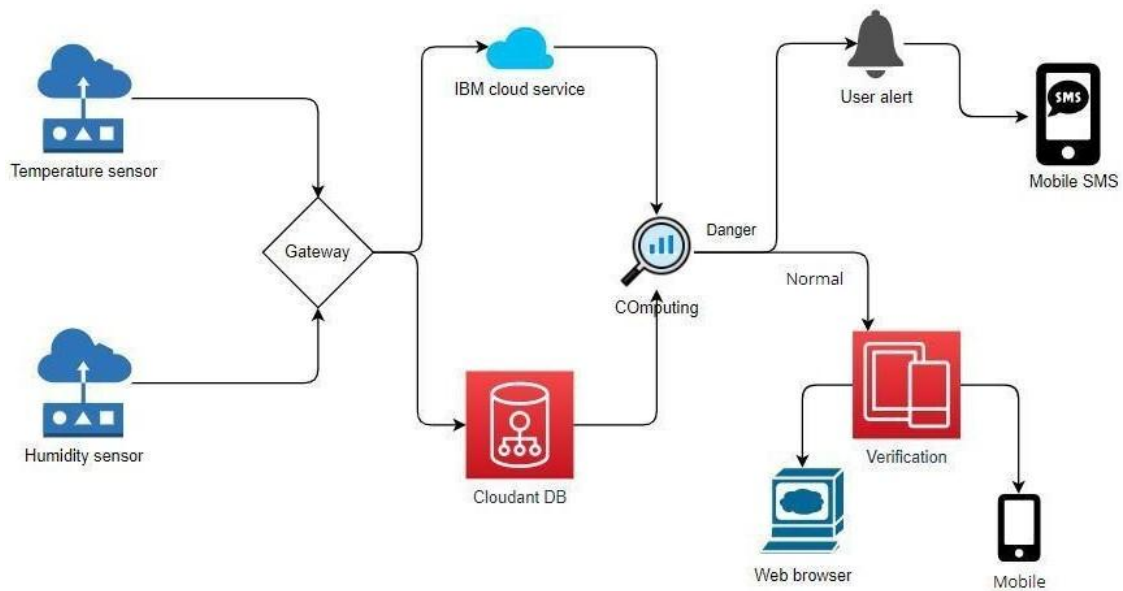 IBM cloud service
User alert
SMS
Temperature sensor
Mobile SMS
Gateway
Danger
Normal
COmputing
Humidity sensor
Verification
Cloudant DB
Web browser
Mobile